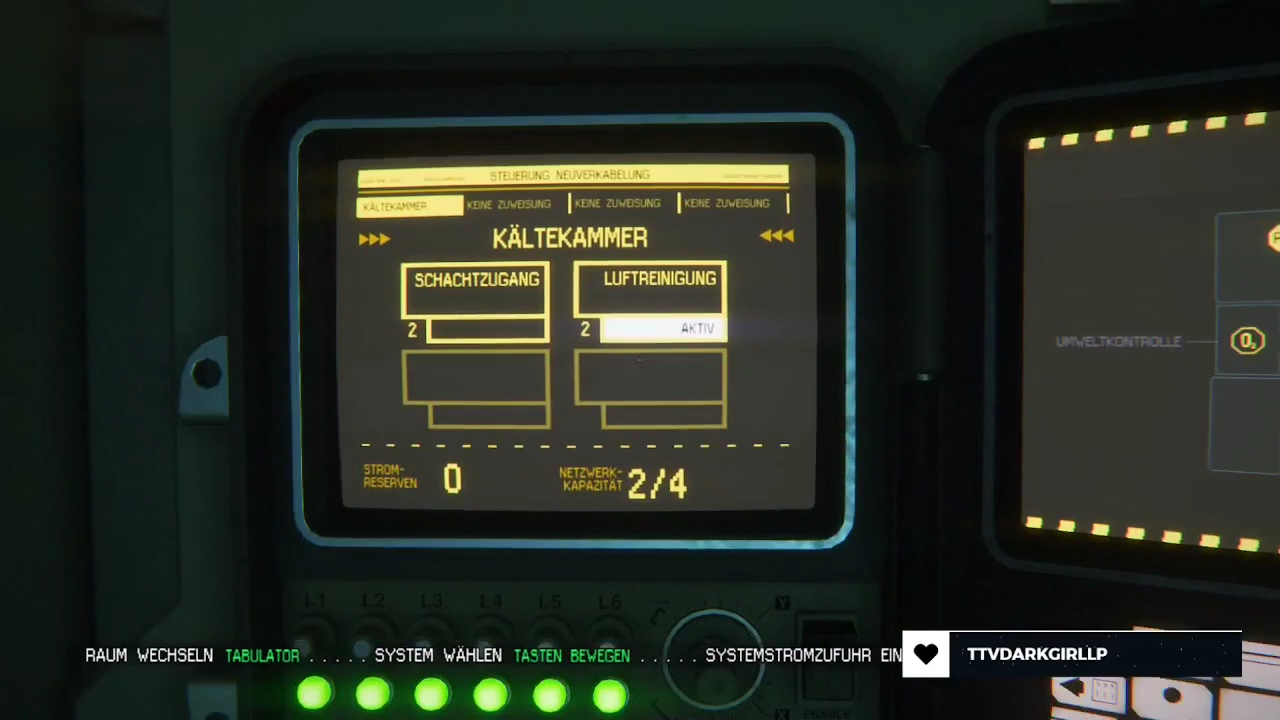 STEUERUNG NEUVERKABELUNG
KÄLTEKAMMER KEINE ZUWEISUNG KEINE ZUWEISUNG KEINE ZUWEISUNG
KÄLTEKAMMER
SCHACHTZUGANG LUFTREINIGUNG
2 2 AKTIV
STROM-
RESERVEN 0
NETZWERK-
KAPAZITÄT 2/4
UMWELTKONTROLLE O₂
L1 L2 L3 L4 L5 L6
RAUM WECHSELN TABULATOR ..... SYSTEM WÄHLEN TASTEN BEWEGEN ..... SYSTEMSTROMZUFUHR EIN
TTVDARKGIRLLP